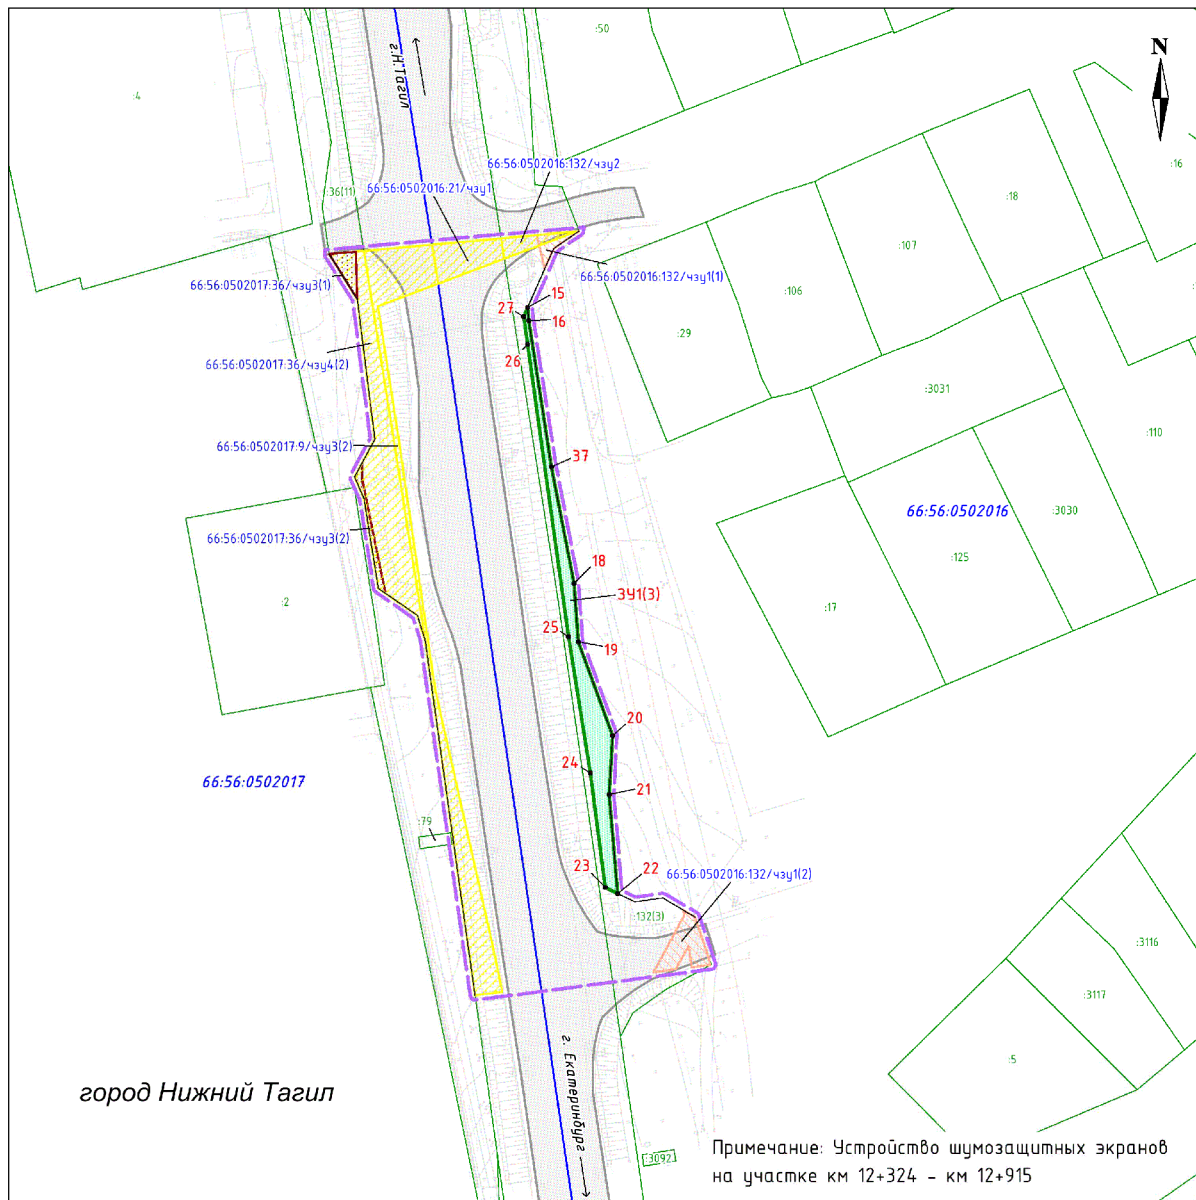 :50
N
г.Н.Тагил
:4
66:56:0502016:132/чзу2
:16
:36(11)
66:56:0502016:21/чзу1
:18
:107
66:56:0502016:132/чзу1(1)
66:56:0502017:36/чзу3(1)
:106
15
27
16
:29
26
66:56:0502017:36/чзу4(2)
:3031
:110
66:56:0502017:9/чзу3(2)
37
66:56:0502016
:3030
66:56:0502017:36/чзу3(2)
:125
18
ЗУ1(3)
:2
:17
25
19
20
24
66:56:0502017
21
:79
23
22
66:56:0502016:132/чзу1(2)
:132(3)
:3116
:3117
:5
г. Екатеринбург
город Нижний Тагил
:3092
Примечание: Устройство шумозащитных экранов
на участке км 12+324 - км 12+915